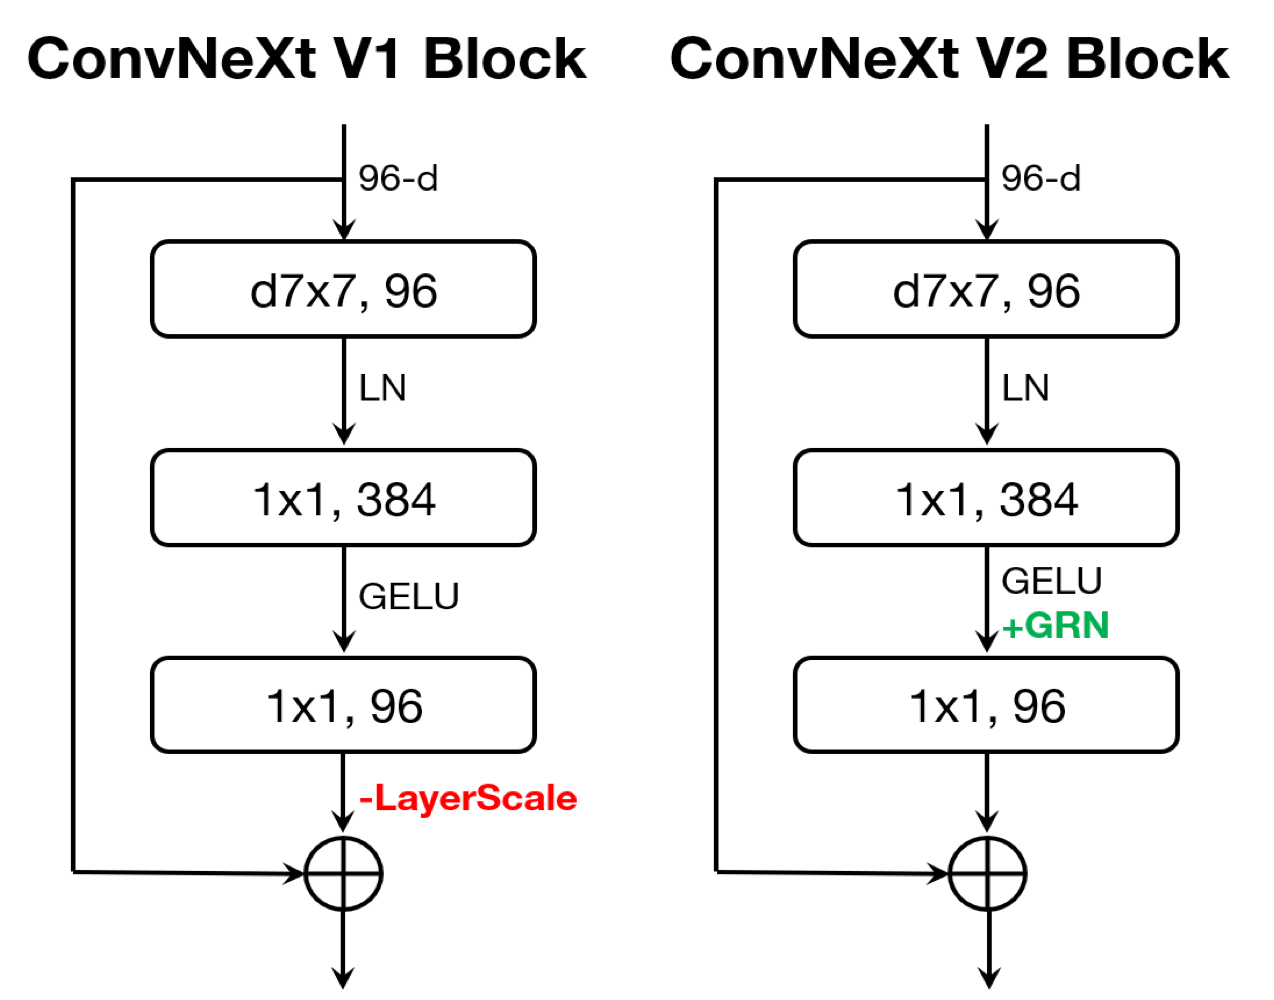 ConvNeXt V1 Block
96-d
d7x7, 96
LN
1x1, 384
GELU
1x1, 96
-LayerScale
ConvNeXt V2 Block
96-d
d7x7, 96
LN
1x1, 384
GELU
+GRN
1x1, 96